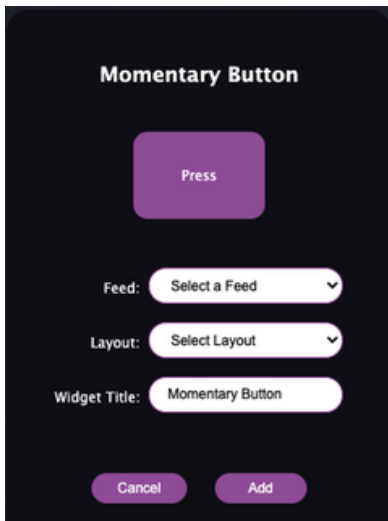 Momentary Button
Press
Feed: Select a Feed
Layout: Select Layout
Widget Title: Momentary Button
Cancel Add